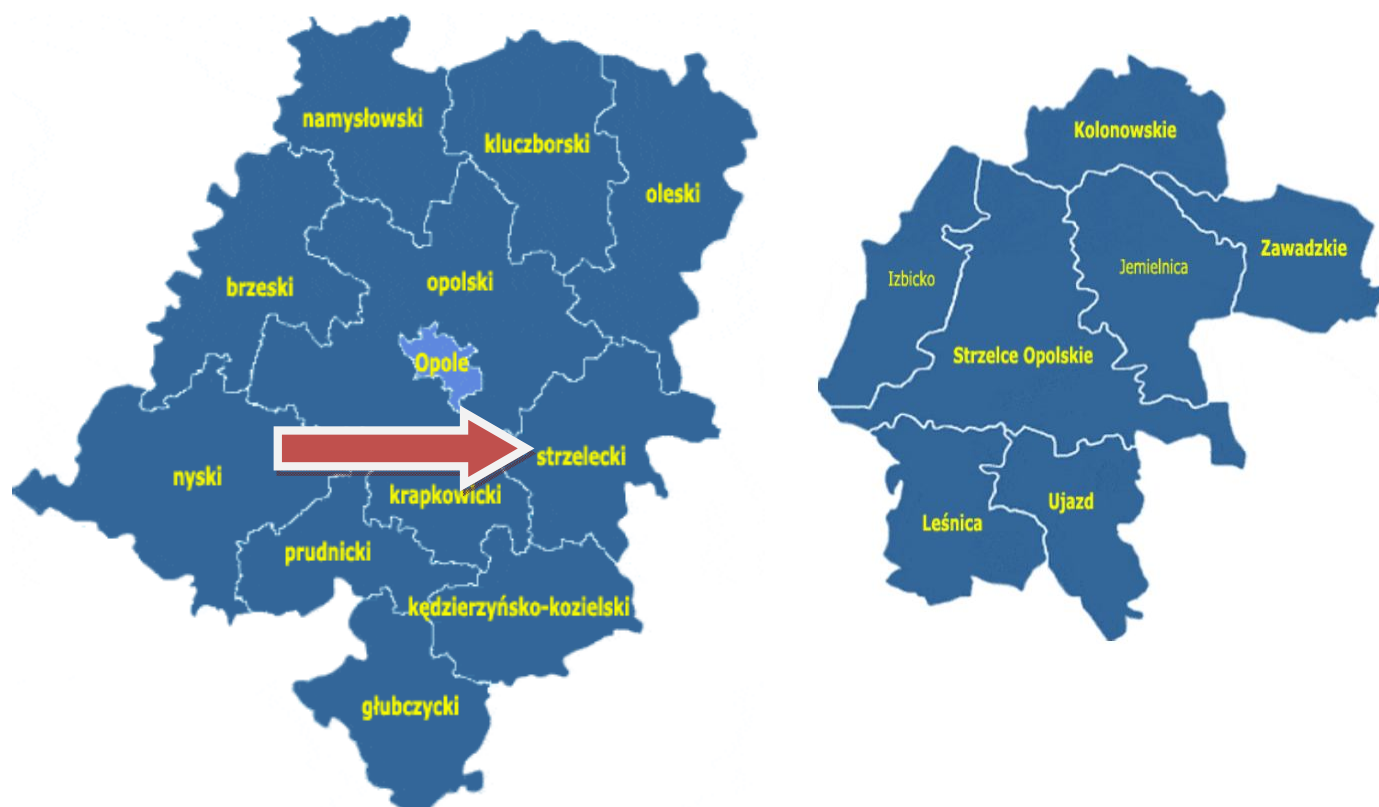 namysłowski
kluczborski
oleski
brzeski
opolski
Opole
nyski
strzelecki
krapkowicki
prudnicki
kędzierzyńsko-kozielski
głubczycki
Kolonowskie
Zawadzkie
Izbicko
Jemielnica
Strzelce Opolskie
Leśnica
Ujazd